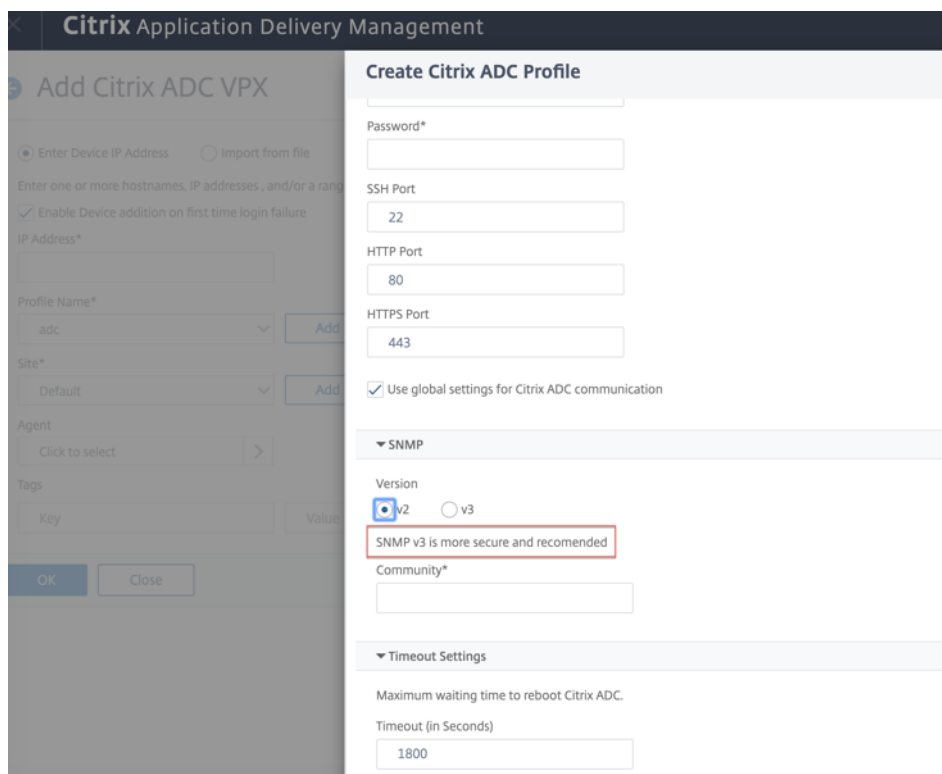 Citrix Application Delivery Management
Add Citrix ADC VPX
Enter Device IP Address
Import from file
Enter one or more hostnames, IP addresses , and/or a rang
Enable Device addition on first time login failure
IP Address*
Profile Name*
adc
Add
Site*
Default
Add
Agent
Click to select
Tags
Key
Value
OK
Close
Create Citrix ADC Profile
Password*
SSH Port
22
HTTP Port
80
HTTPS Port
443
Use global settings for Citrix ADC communication
SNMP
Version
v2
v3
SNMP v3 is more secure and recomended
Community*
Timeout Settings
Maximum waiting time to reboot Citrix ADC.
Timeout (in Seconds)
1800